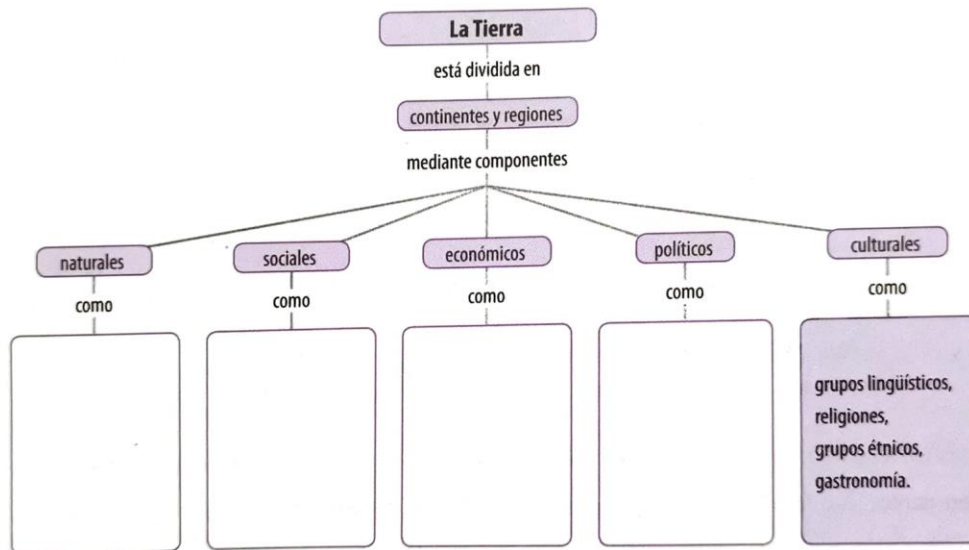 La Tierra
está dividida en
continentes y regiones
mediante componentes
naturales
sociales
económicos
políticos
culturales
como
como
como
como
como
grupos lingüísticos,
religiones,
grupos étnicos,
gastronomía.